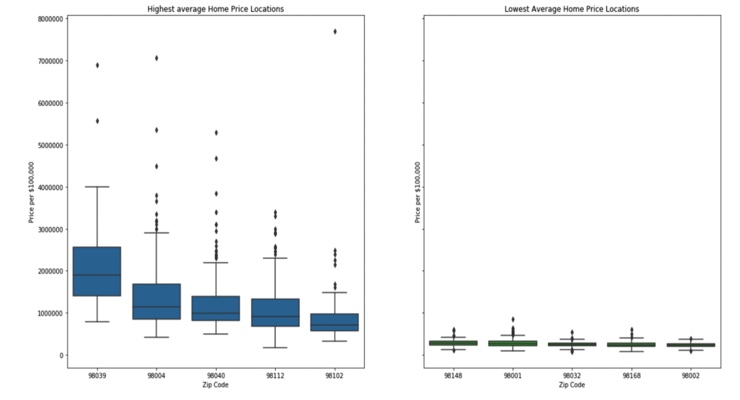 Highest average Home Price Locations
8000000
7000000
6000000
5000000
4000000
3000000
2000000
1000000
0
Price per $100,000
98039 98004 98040 98112 98102
Zip Code
Lowest Average Home Price Locations
Price per $100,000
98148 98001 98032 98168 98002
Zip Code